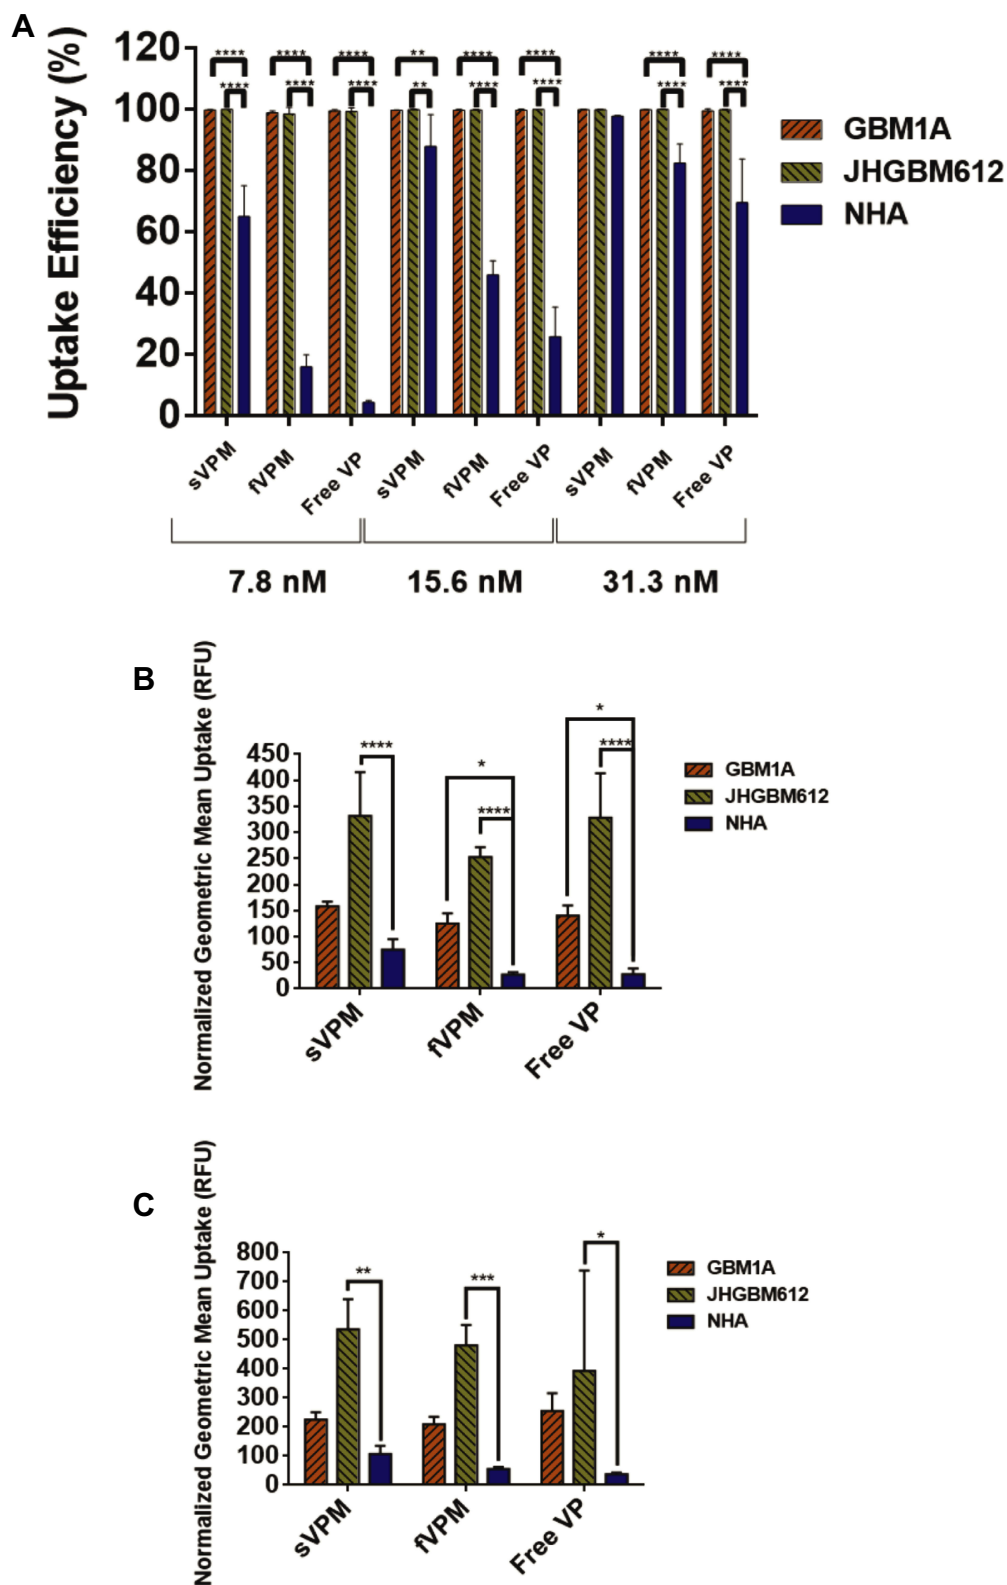 A
Uptake Efficiency (%)
120
100
80
60
40
20
0
**** **** **** ** **** **** **** ****
**** **** **** ** **** **** **** ****
GBM1A
JHGBM612
NHA
sVPM fVPM Free VP sVPM fVPM Free VP sVPM fVPM Free VP
7.8 nM 15.6 nM 31.3 nM
B
Normalized Geometric Mean Uptake (RFU)
450
400
350
300
250
200
150
100
50
0
****
*
****
*
****
GBM1A
JHGBM612
NHA
sVPM fVPM Free VP
C
Normalized Geometric Mean Uptake (RFU)
800
700
600
500
400
300
200
100
0
**
***
*
GBM1A
JHGBM612
NHA
sVPM fVPM Free VP